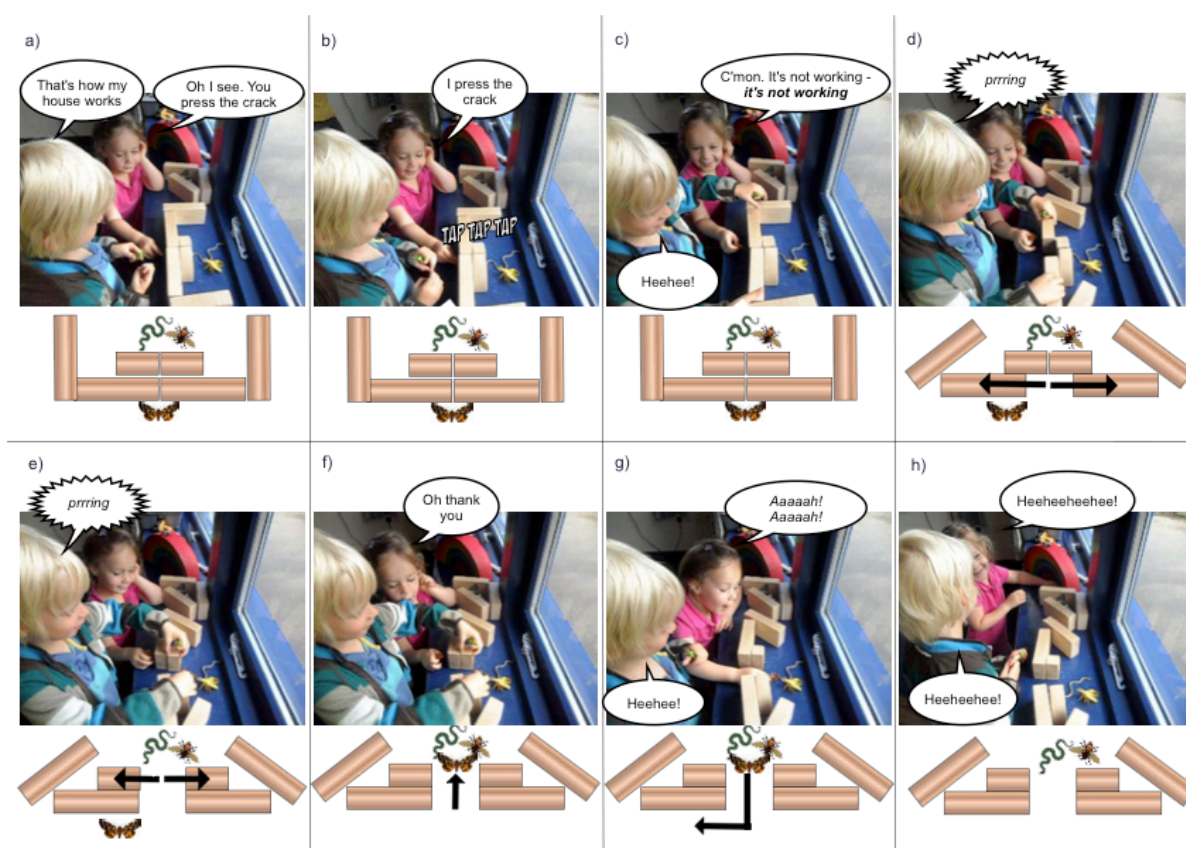 a)
That's how my
house works
Oh I see. You
press the crack
b)
I press the
crack
TAP TAP TAP
c)
C'mon. It's not working -
it's not working
Heehee!
d)
prrring
e)
prrring
f)
Oh thank
you
g)
Aaaaah!
Aaaaah!
Heehee!
h)
Heeheeheehee!
Heeheehee!